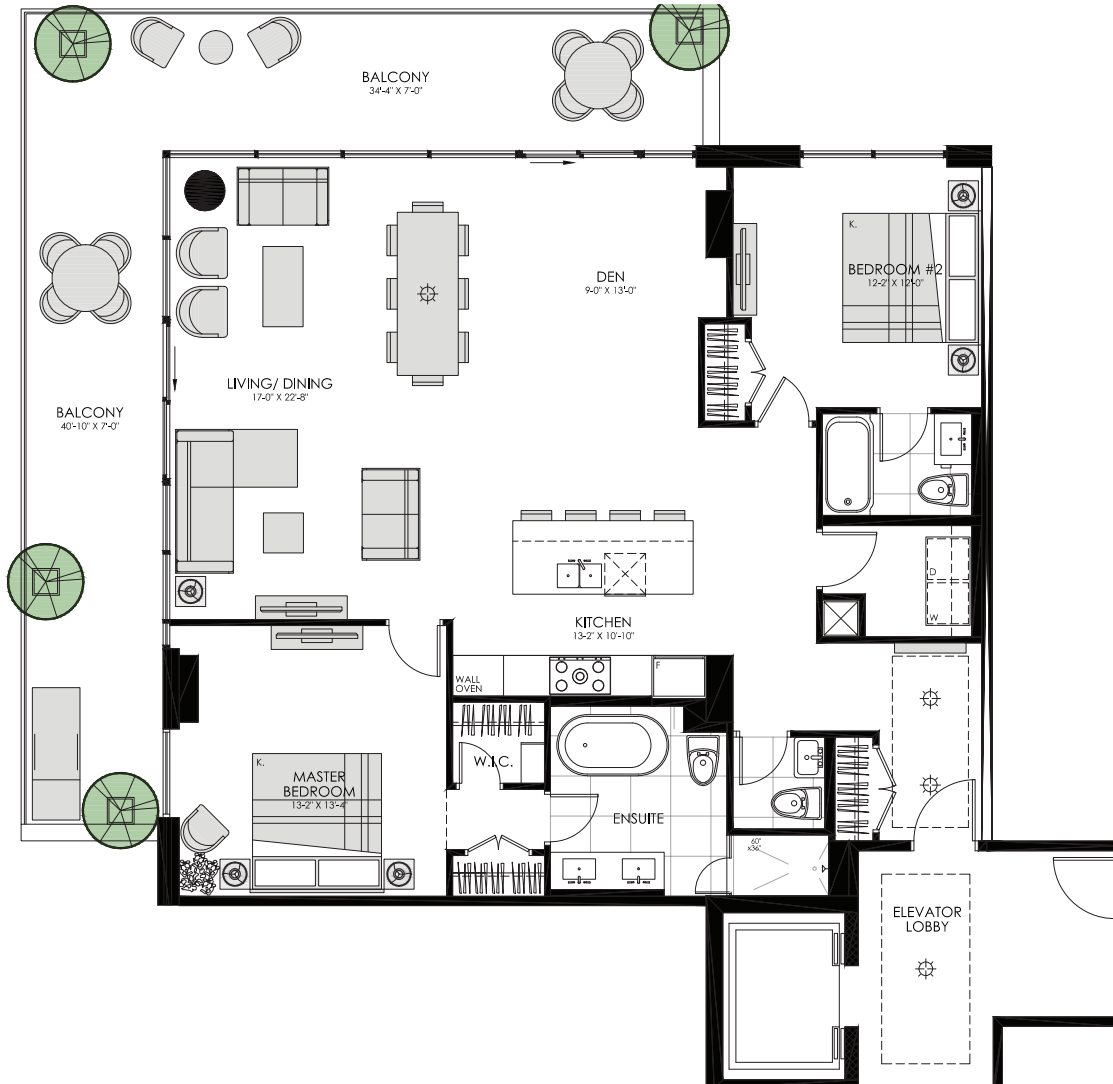 BALCONY
34'-4" X 7'-0"
K.
BEDROOM #2
12'-2" X 12'-0"
DEN
9'-0" X 13'-0"
LIVING/ DINING
17'-0" X 22'-8"
BALCONY
40'-10" X 7'-0"
D
W
KITCHEN
13'-2" X 10'-10"
WALL
OVEN
F
W.I.C.
K.
MASTER
BEDROOM
13'-2" X 13'-4"
ENSUITE
60"
x36"
ELEVATOR
LOBBY